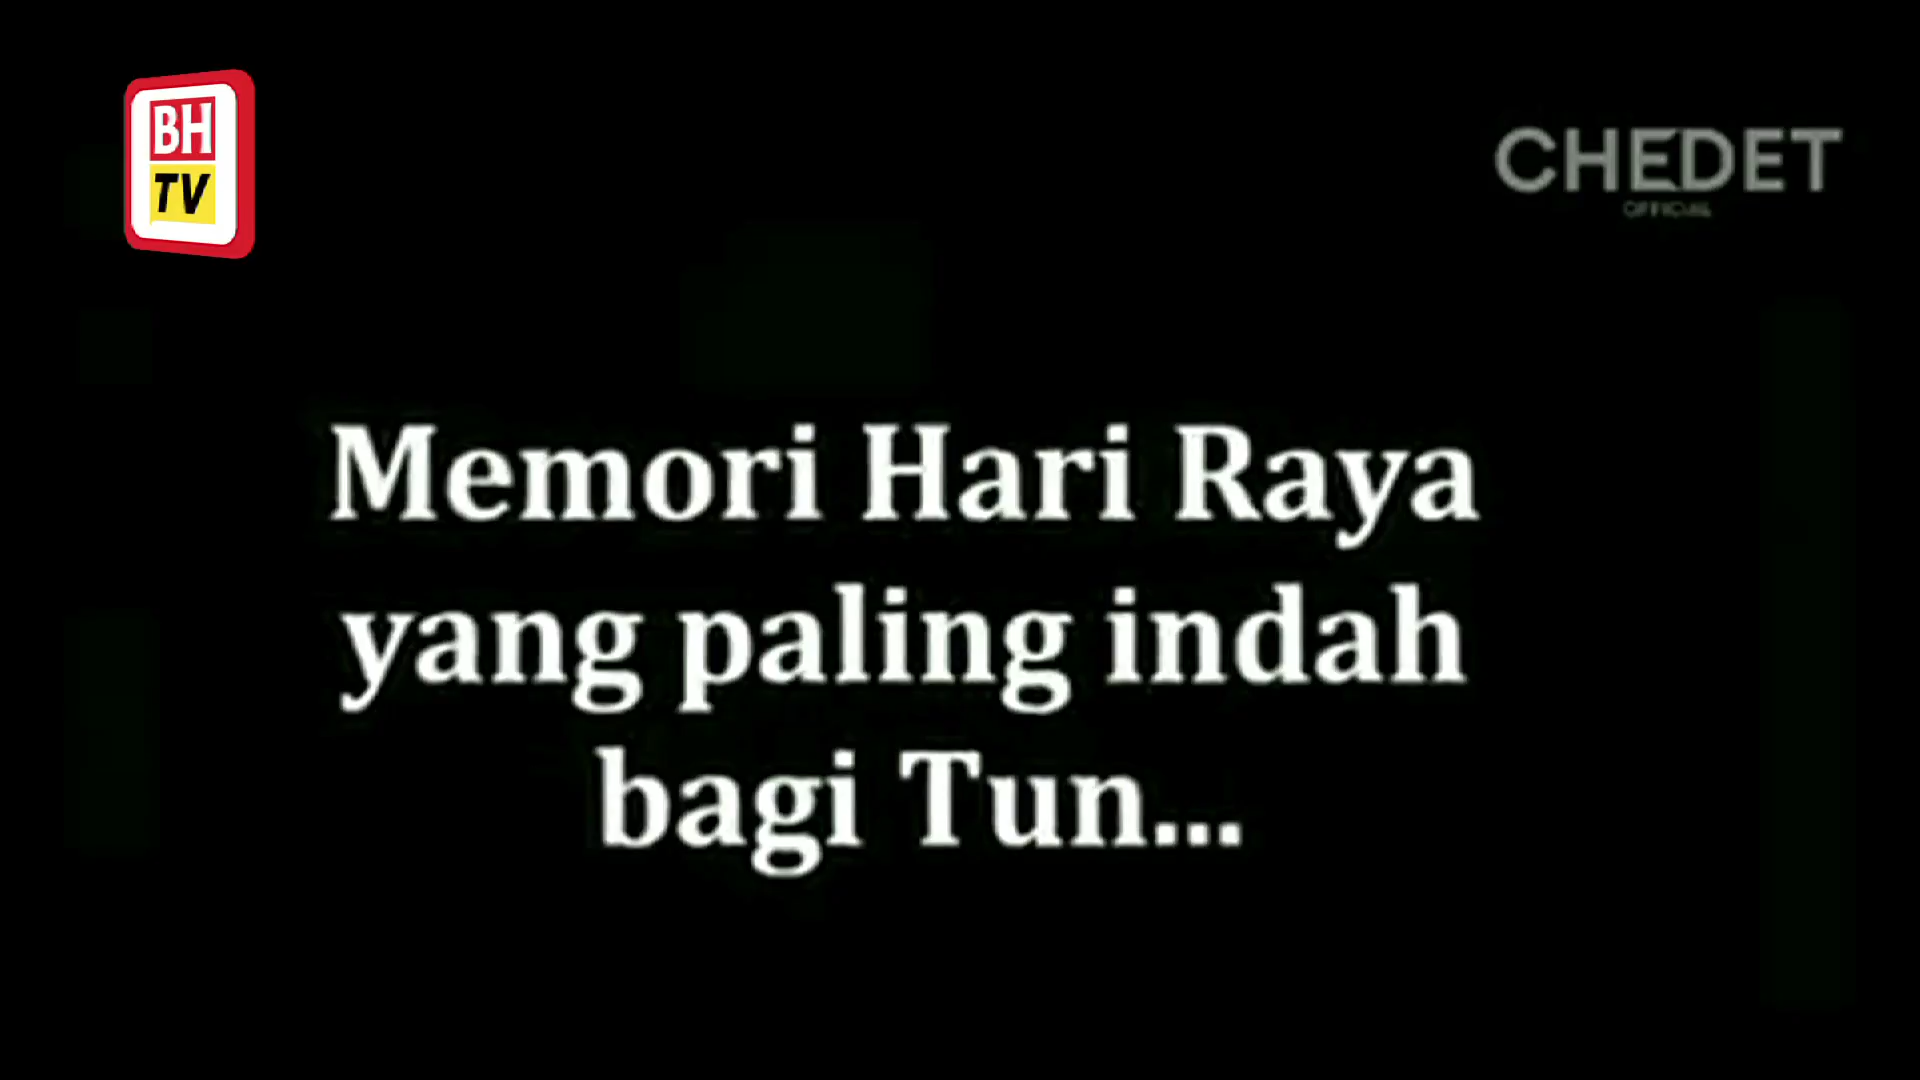 BH
TV
CHEDET
OFFICIAL
Memori Hari Raya
yang paling indah
bagi Tun...